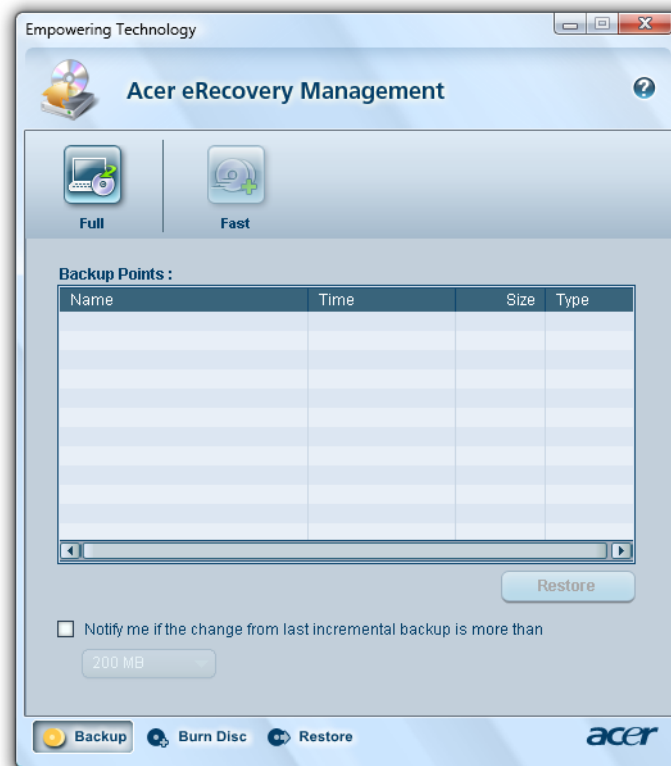 Empowering Technology
Acer eRecovery Management
?
Full Fast
Backup Points :
Name Time Size Type
Restore
Notify me if the change from last incremental backup is more than
200 MB
Backup Burn Disc Restore acer